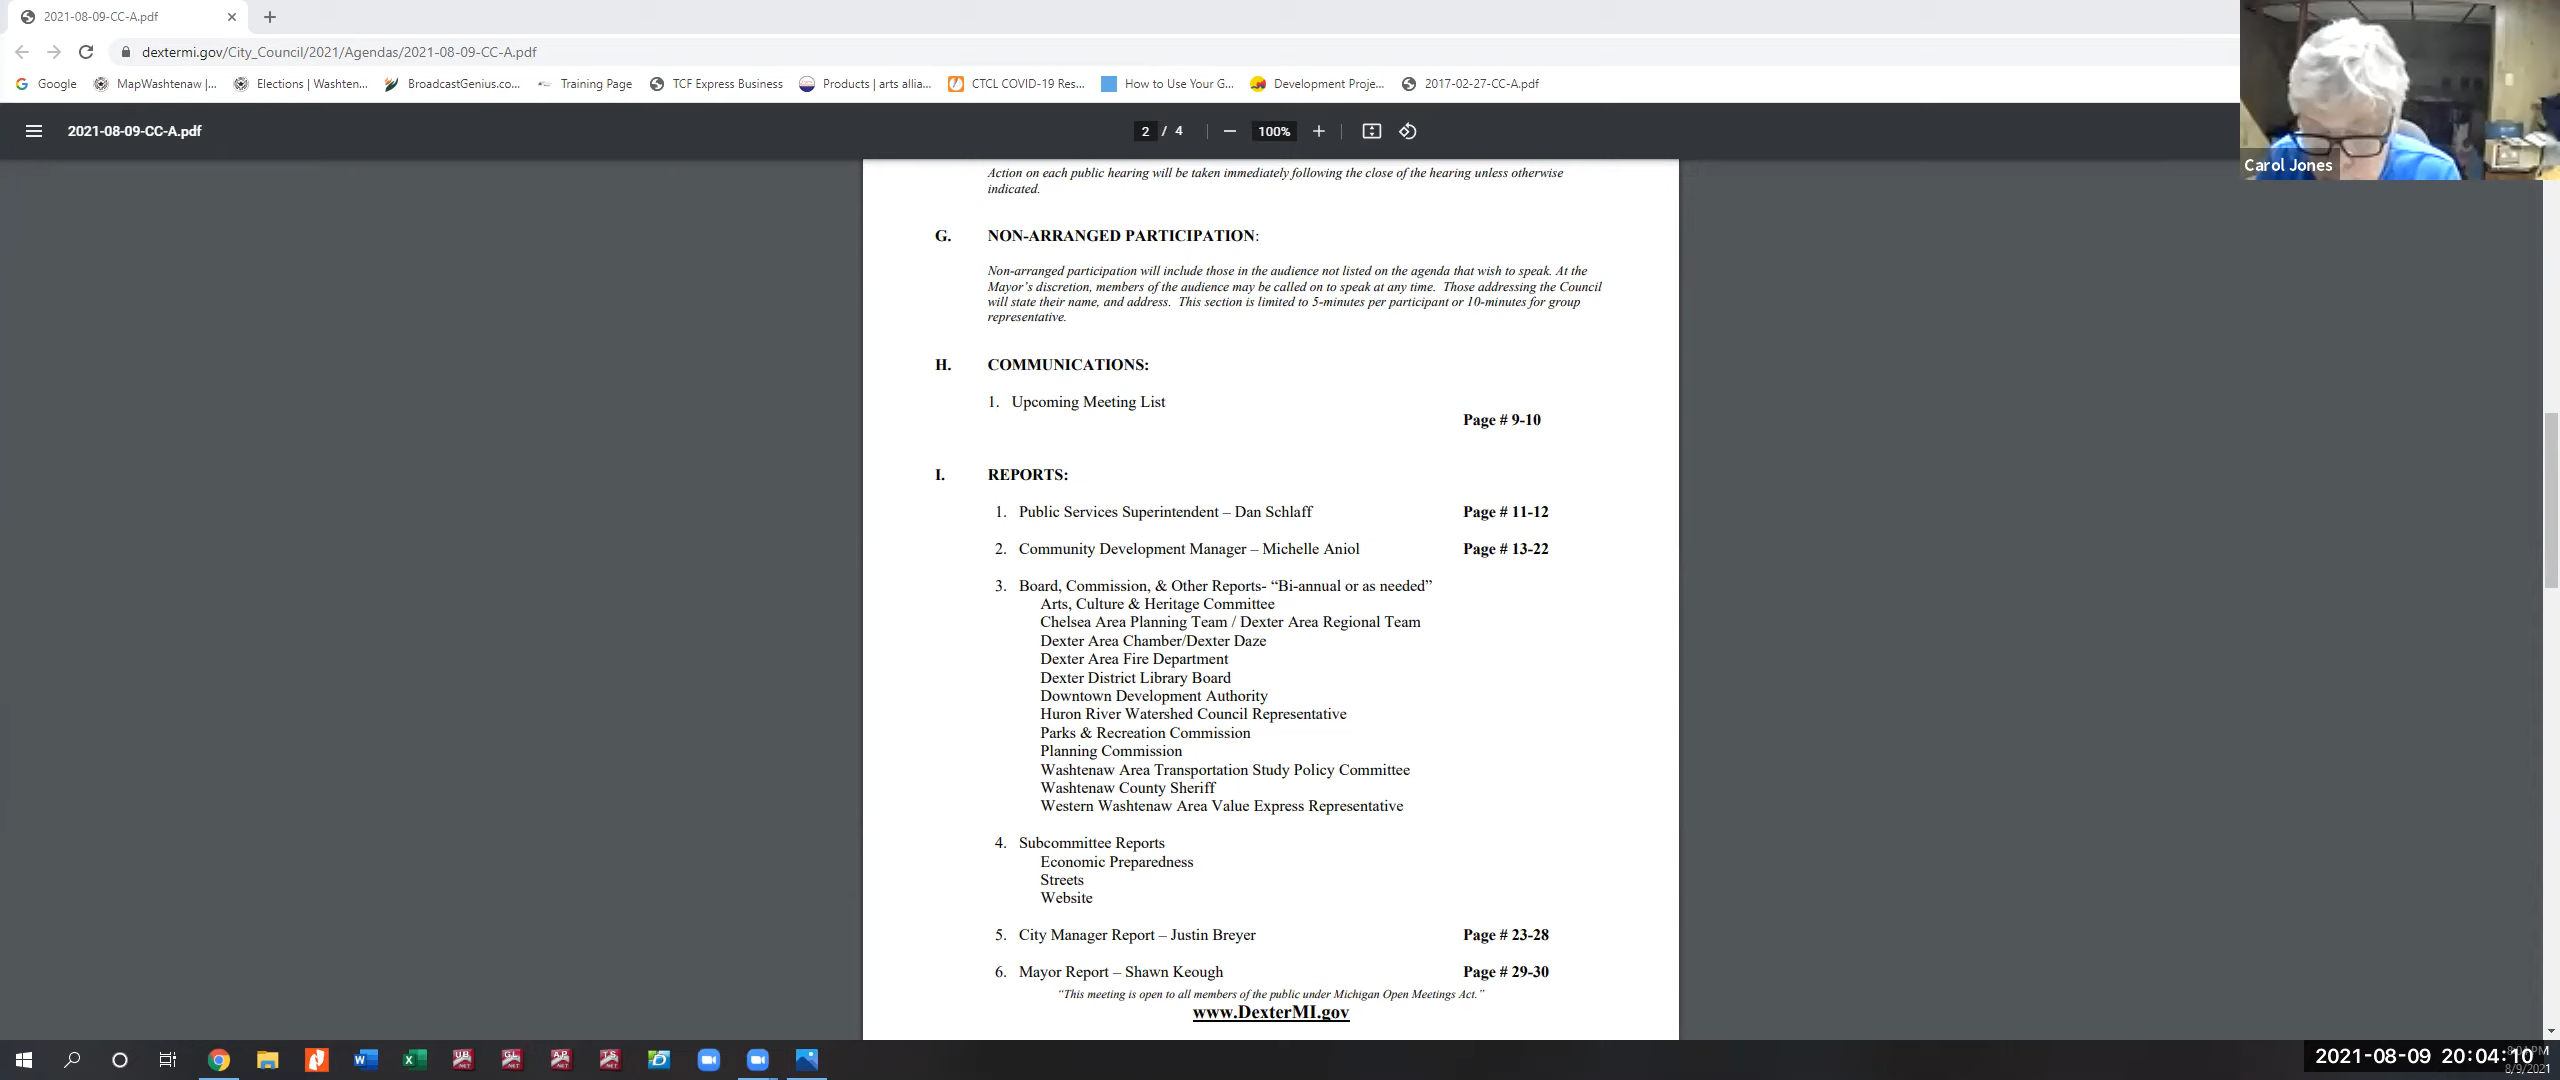 2021-08-09-CC-A.pdf
dextermi.gov/City_Council/2021/Agendas/2021-08-09-CC-A.pdf
Google MapWashtenaw |... Elections | Washten... BroadcastGenius.co... Training Page TCF Express Business Products | arts allia... CTCL COVID-19 Res... How to Use Your G... Development Proje... 2017-02-27-CC-A.pdf
2021-08-09-CC-A.pdf 2 / 4 100%
Carol Jones
Action on each public hearing will be taken immediately following the close of the hearing unless otherwise
indicated.
G. NON-ARRANGED PARTICIPATION:
Non-arranged participation will include those in the audience not listed on the agenda that wish to speak. At the
Mayor's discretion, members of the audience may be called on to speak at any time. Those addressing the Council
will state their name, and address. This section is limited to 5-minutes per participant or 10-minutes for group
representative.
H. COMMUNICATIONS:
1. Upcoming Meeting List
Page # 9-10
I. REPORTS:
1. Public Services Superintendent – Dan Schlaff Page # 11-12
2. Community Development Manager – Michelle Aniol Page # 13-22
3. Board, Commission, & Other Reports- “Bi-annual or as needed”
Arts, Culture & Heritage Committee
Chelsea Area Planning Team / Dexter Area Regional Team
Dexter Area Chamber/Dexter Daze
Dexter Area Fire Department
Dexter District Library Board
Downtown Development Authority
Huron River Watershed Council Representative
Parks & Recreation Commission
Planning Commission
Washtenaw Area Transportation Study Policy Committee
Washtenaw County Sheriff
Western Washtenaw Area Value Express Representative
4. Subcommittee Reports
Economic Preparedness
Streets
Website
5. City Manager Report – Justin Breyer Page # 23-28
6. Mayor Report – Shawn Keough Page # 29-30
“This meeting is open to all members of the public under Michigan Open Meetings Act.”
www.DexterMI.gov
2021-08-09 20:04:10
8/9/2021